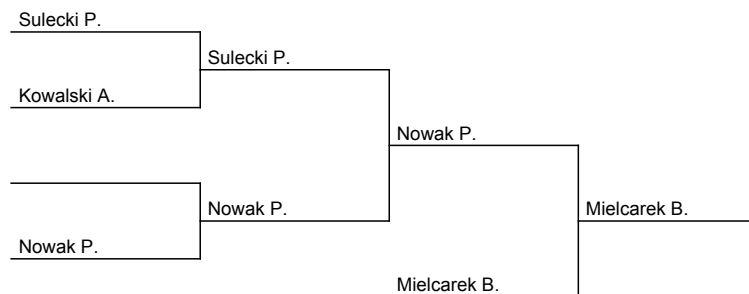 Sulecki P.
Sulecki P.
Kowalski A.
Nowak P.
Nowak P.
Mielcarek B.
Nowak P.
Mielcarek B.